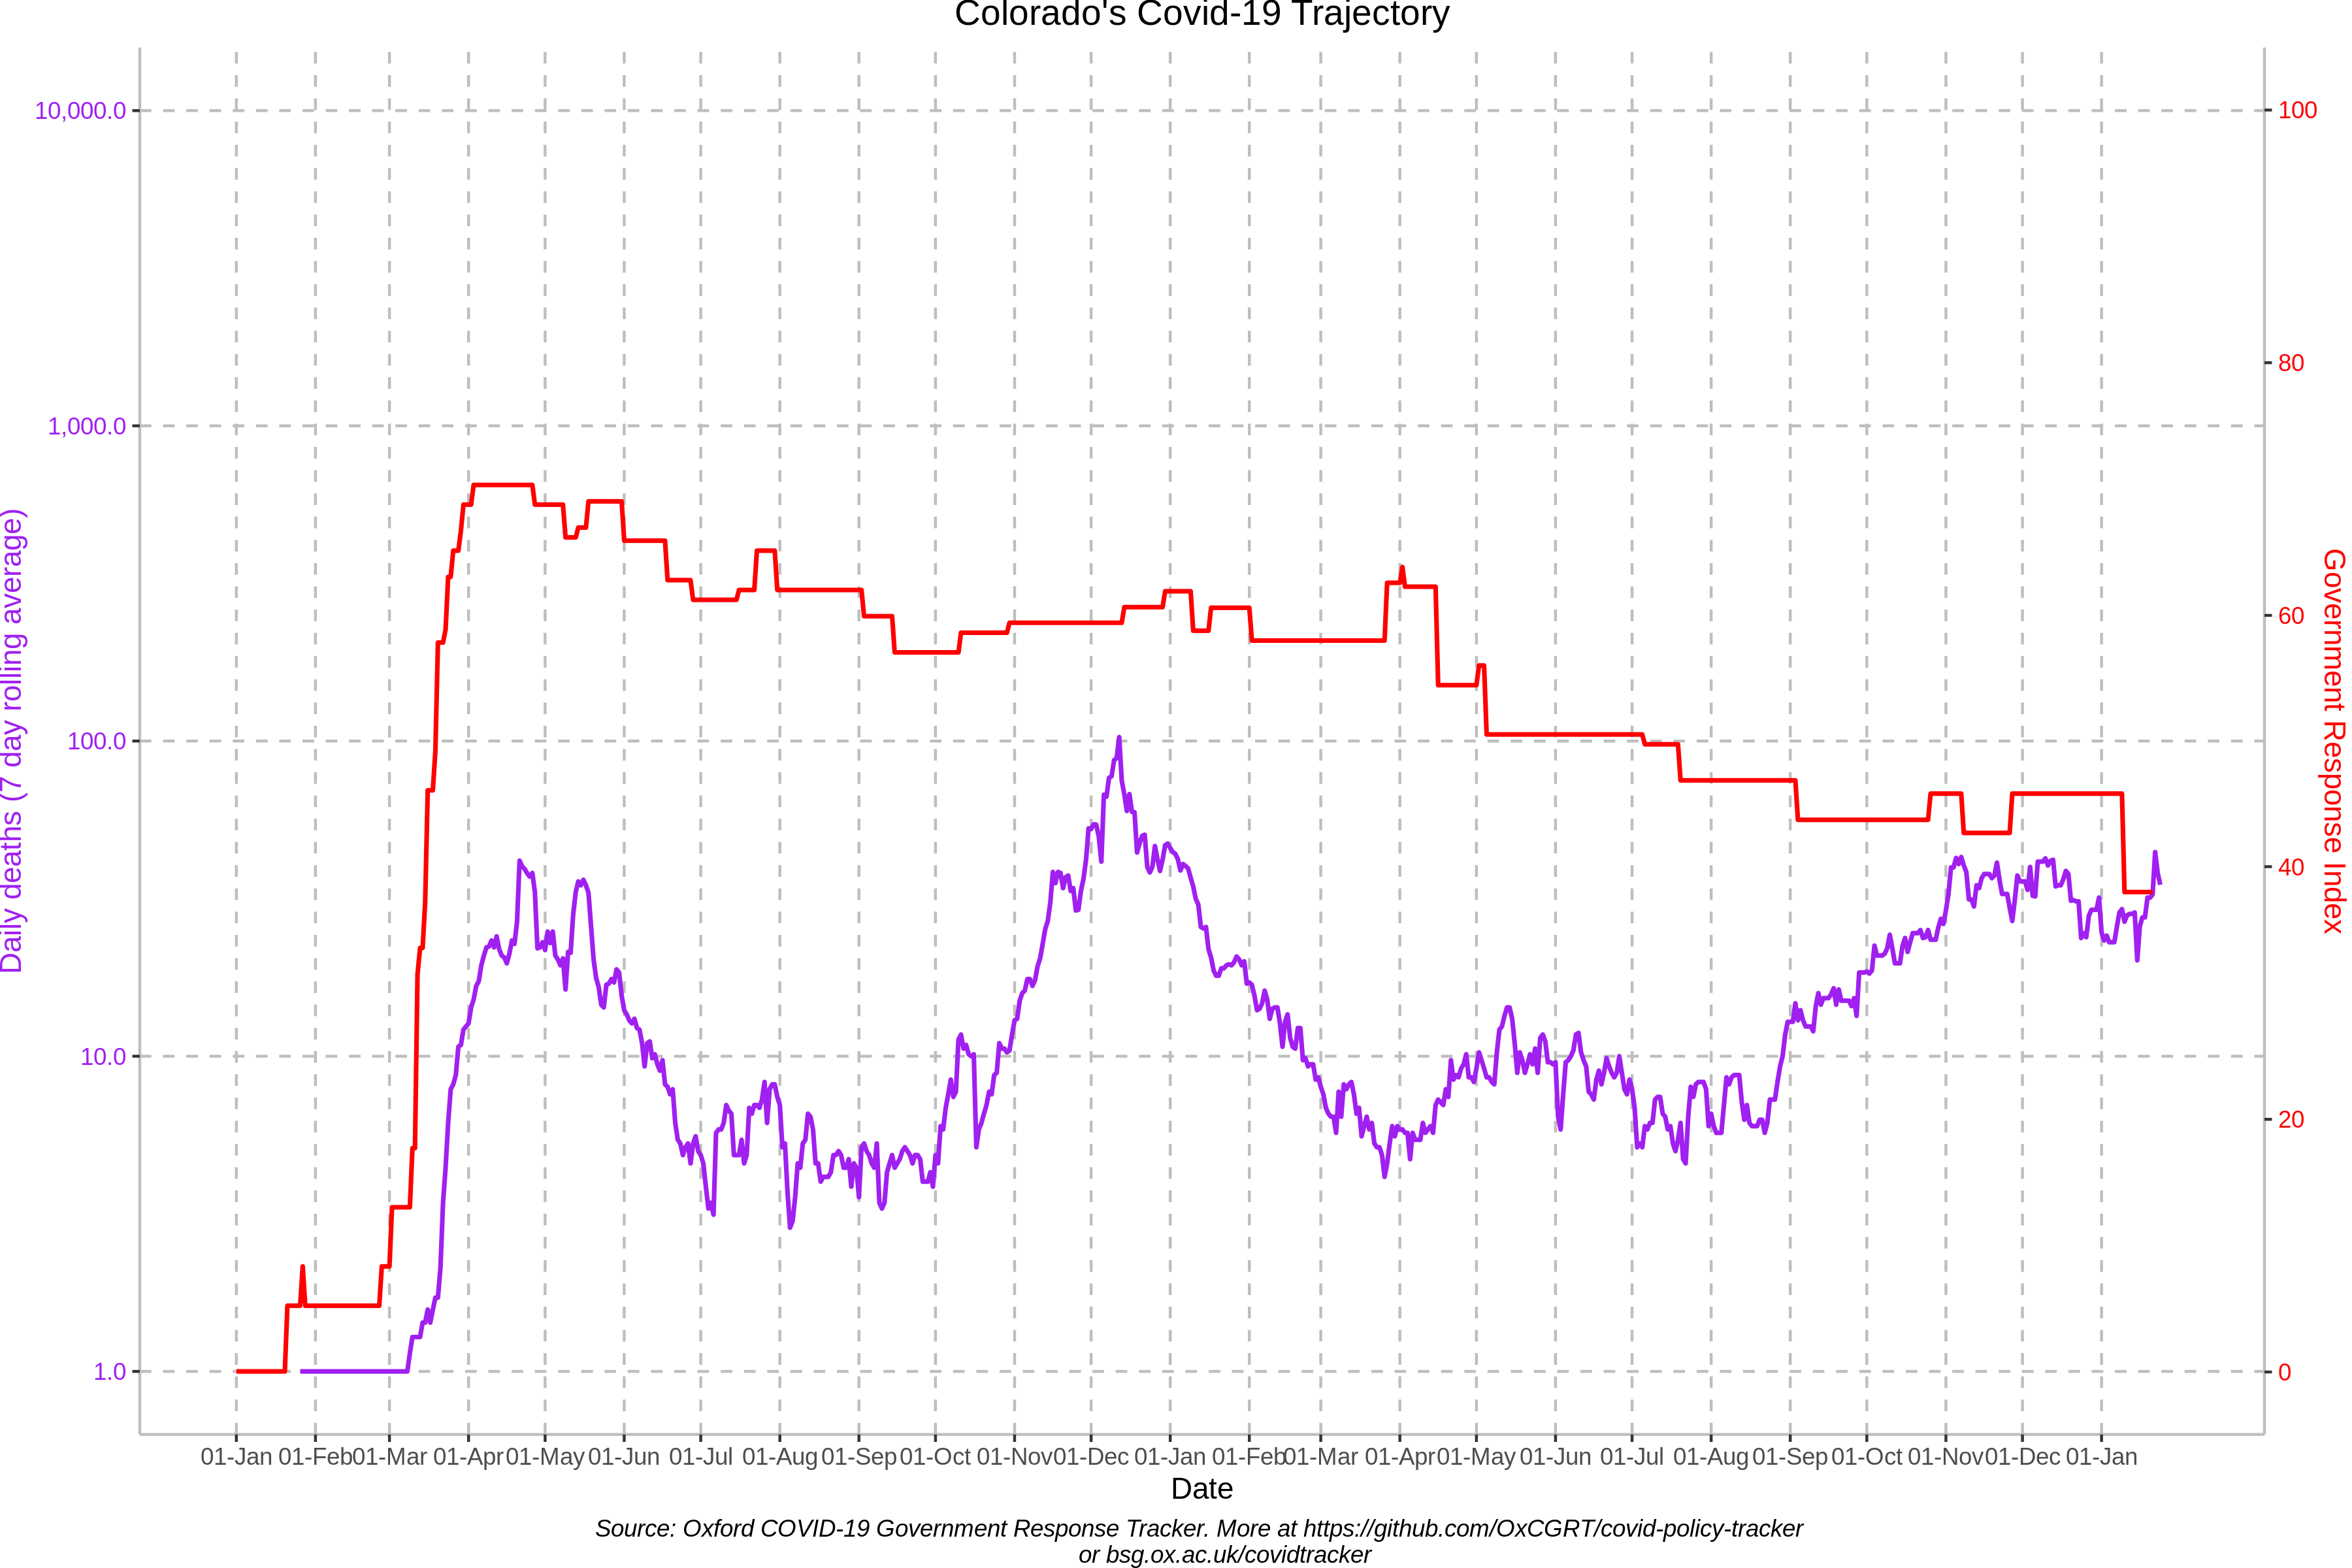 Colorado's Covid-19 Trajectory
10,000.0
1,000.0
100.0
10.0
1.0
Daily deaths (7 day rolling average)
100
80
60
40
20
0
Government Response Index
01-Jan 01-Feb 01-Mar 01-Apr 01-May 01-Jun 01-Jul 01-Aug 01-Sep 01-Oct 01-Nov 01-Dec 01-Jan 01-Feb 01-Mar 01-Apr 01-May 01-Jun 01-Jul 01-Aug 01-Sep 01-Oct 01-Nov 01-Dec 01-Jan
Date
Source: Oxford COVID-19 Government Response Tracker. More at https://github.com/OxCGRT/covid-policy-tracker
or bsg.ox.ac.uk/covidtracker